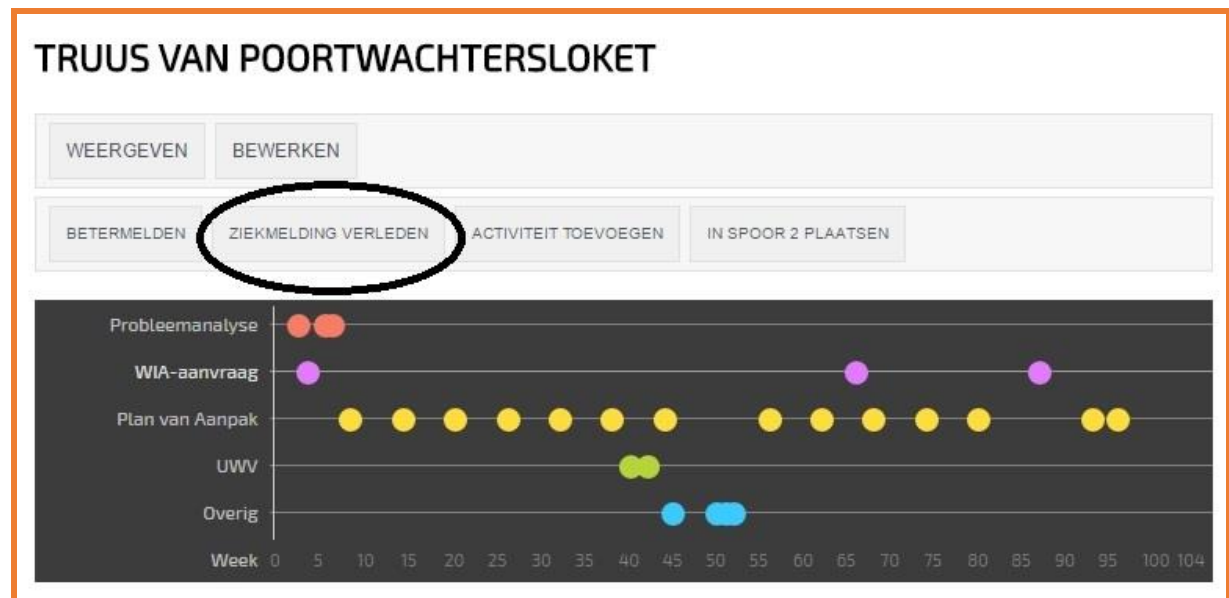 TRUUS VAN POORTWACHTERSLOKET
WEERGEVEN BEWERKEN
BETERMELDEN ZIEKMELDING VERLEDEN ACTIVITEIT TOEVOEGEN IN SPOOR 2 PLAATSEN
Probleemanalyse
WIA-aanvraag
Plan van Aanpak
UWV
Overig
Week 0 5 10 15 20 25 30 35 40 45 50 55 60 65 70 75 80 85 90 95 100 104